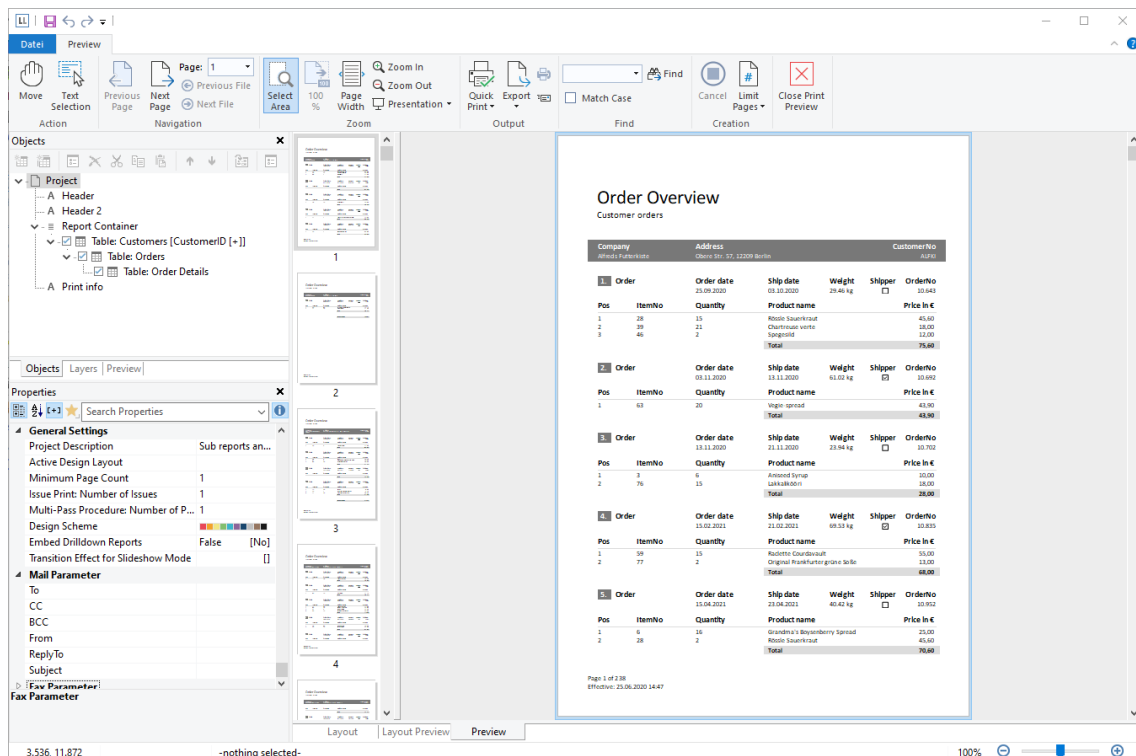 LL
Datei Preview
Move
Text Selection
Action
Previous Page
Next Page
Page: 1
Previous File
Next File
Navigation
Select Area
100 %
Page Width
Zoom In
Zoom Out
Presentation
Zoom
Quick Print
Export
Output
Find
Match Case
Find
Cancel
Limit Pages
Creation
Close Print Preview
Objects
Project
A Header
A Header 2
Report Container
Table: Customers [CustomerID [+]]
Table: Orders
Table: Order Details
A Print info
Objects Layers Preview
Properties
Search Properties
General Settings
Project Description Sub reports an...
Active Design Layout
Minimum Page Count 1
Issue Print: Number of Issues 1
Multi-Pass Procedure: Number of P... 1
Design Scheme
Embed Drilldown Reports False [No]
Transition Effect for Slideshow Mode []
Mail Parameter
To
CC
BCC
From
ReplyTo
Subject
Fax Parameter
Fax Parameter
1
2
3
4
Order Overview
Customer orders
Company Address CustomerNo
Alfreds Futterkiste Obere Str. 57, 12209 Berlin ALFKI
1. Order Order date Ship date Weight Shipper OrderNo
25.09.2020 03.10.2020 29.46 kg 10.643
Pos ItemNo Quantity Product name Price in €
1 28 15 Rössle Sauerkraut 45,60
2 39 21 Chartreuse verte 18,00
3 46 2 Spegesild 12,00
Total 75,60
2. Order Order date Ship date Weight Shipper OrderNo
03.11.2020 13.11.2020 61.02 kg 10.692
Pos ItemNo Quantity Product name Price in €
1 63 20 Vegie-spread 43,90
Total 43,90
3. Order Order date Ship date Weight Shipper OrderNo
13.11.2020 21.11.2020 23.94 kg 10.702
Pos ItemNo Quantity Product name Price in €
1 3 6 Aniseed Syrup 10,00
2 76 15 Lakkalikööri 18,00
Total 28,00
4. Order Order date Ship date Weight Shipper OrderNo
15.02.2021 21.02.2021 69.53 kg 10.835
Pos ItemNo Quantity Product name Price in €
1 59 15 Raclette Courdavault 55,00
2 77 2 Original Frankfurter grüne Soße 13,00
Total 68,00
5. Order Order date Ship date Weight Shipper OrderNo
15.04.2021 23.04.2021 40.42 kg 10.952
Pos ItemNo Quantity Product name Price in €
1 6 16 Grandma's Boysenberry Spread 25,00
2 28 2 Rössle Sauerkraut 45,60
Total 70,60
Page 1 of 238
Effective: 25.06.2020 14:47
Layout Layout Preview Preview
3.536, 11.872 -nothing selected- 100%